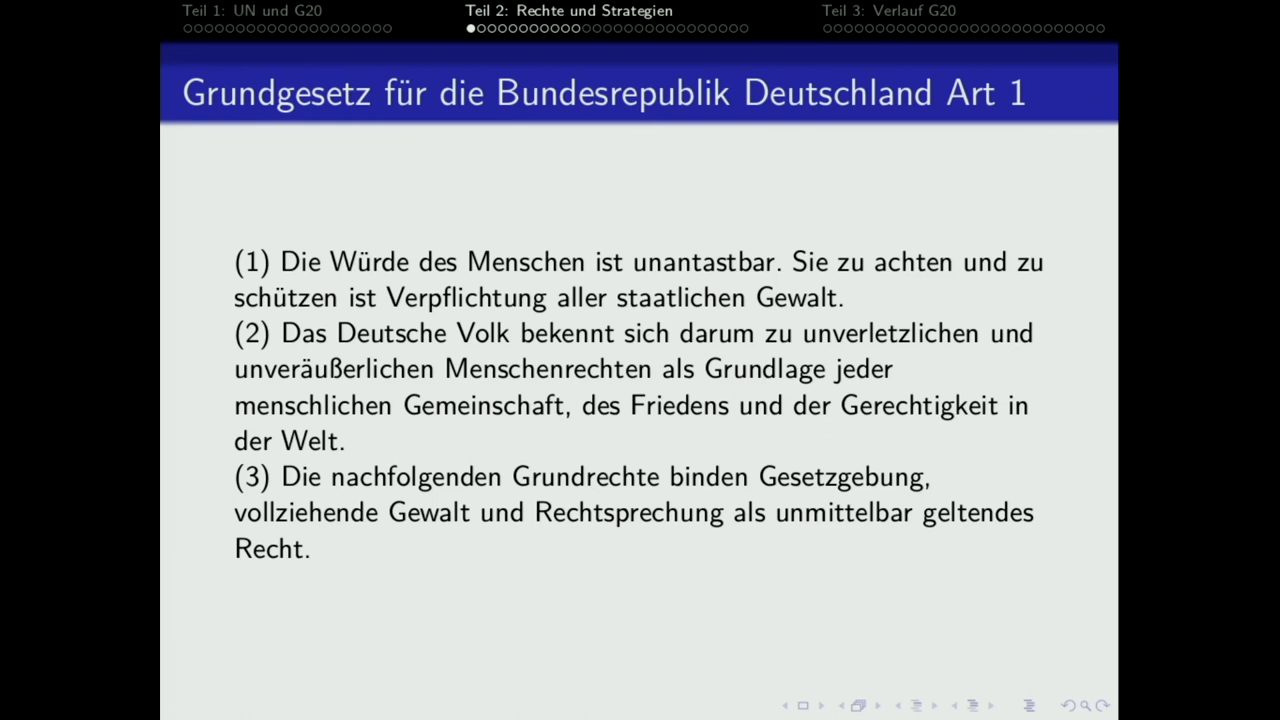 Teil 1: UN und G20
Teil 2: Rechte und Strategien
Teil 3: Verlauf G20
Grundgesetz für die Bundesrepublik Deutschland Art 1
(1) Die Würde des Menschen ist unantastbar. Sie zu achten und zu
schützen ist Verpflichtung aller staatlichen Gewalt.
(2) Das Deutsche Volk bekennt sich darum zu unverletzlichen und
unveräußerlichen Menschenrechten als Grundlage jeder
menschlichen Gemeinschaft, des Friedens und der Gerechtigkeit in
der Welt.
(3) Die nachfolgenden Grundrechte binden Gesetzgebung,
vollziehende Gewalt und Rechtsprechung als unmittelbar geltendes
Recht.